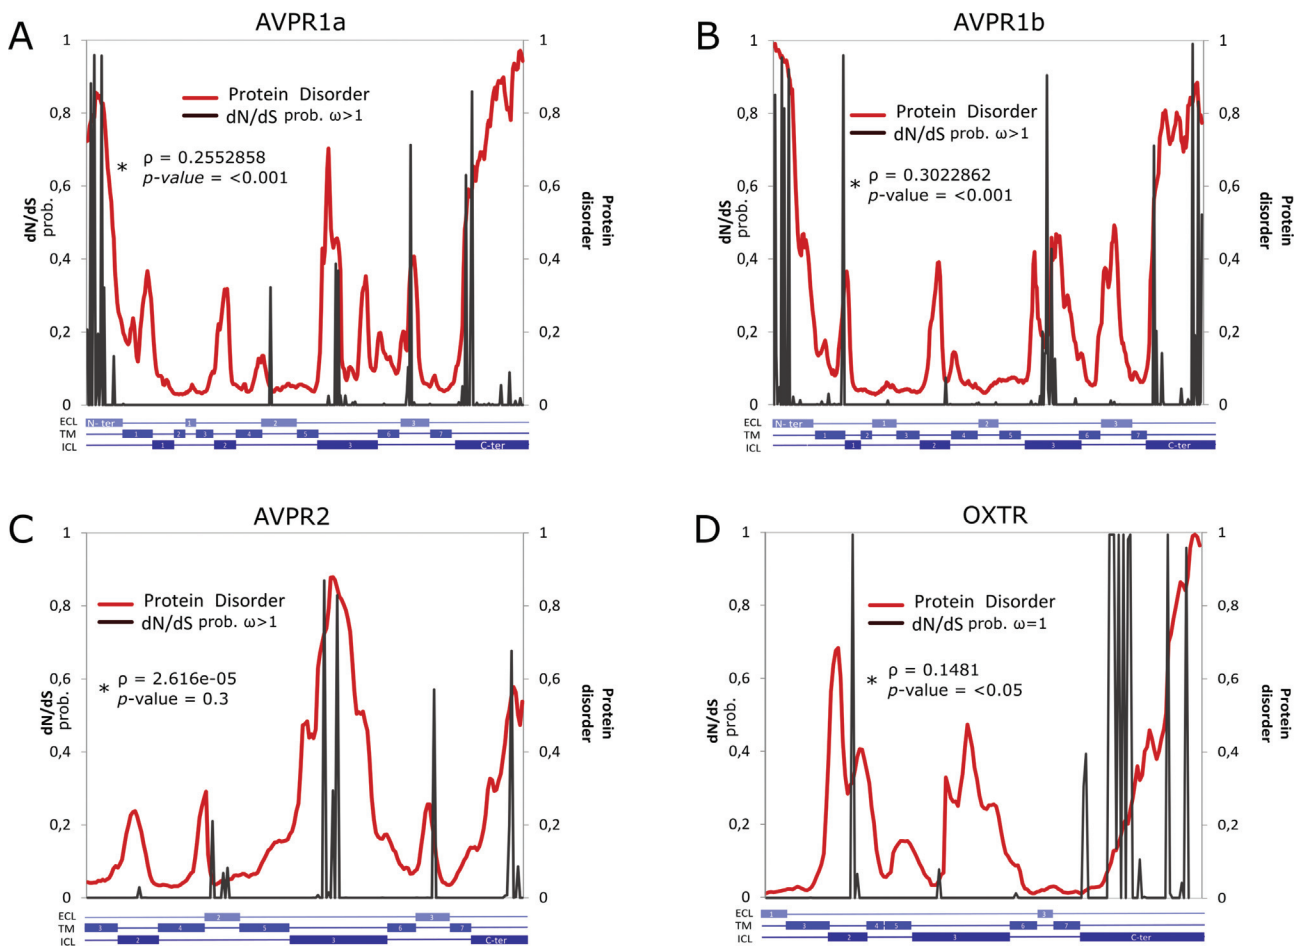 A
AVPR1a
1
0,8
0,6
0,4
0,2
0
dN/dS
prob.
Protein Disorder
dN/dS prob. ω>1
* ρ = 0.2552858
p-value = <0.001
1
0,8
0,6
0,4
0,2
0
Protein
disorder
ECL N- ter 1 2 3
TM 1 2 3 4 5 6 7
ICL 1 2 3 C-ter
B
AVPR1b
1
0,8
0,6
0,4
0,2
0
dN/dS
prob.
Protein Disorder
dN/dS prob. ω>1
* ρ = 0.3022862
p-value = <0.001
1
0,8
0,6
0,4
0,2
0
Protein
disorder
ECL N- ter 1 2 3
TM 1 2 3 4 5 6 7
ICL 1 2 3 C-ter
C
AVPR2
1
0,8
0,6
0,4
0,2
0
dN/dS
prob.
Protein Disorder
dN/dS prob. ω>1
* ρ = 2.616e-05
p-value = 0.3
1
0,8
0,6
0,4
0,2
0
Protein
disorder
ECL 2 3
TM 3 4 5 6 7
ICL 2 3 C-ter
D
OXTR
1
0,8
0,6
0,4
0,2
0
dN/dS
prob.
Protein Disorder
dN/dS prob. ω=1
* ρ = 0.1481
p-value = <0.05
1
0,8
0,6
0,4
0,2
0
Protein
disorder
ECL 1 3
TM 3 4 5 6 7
ICL 2 3 C-ter